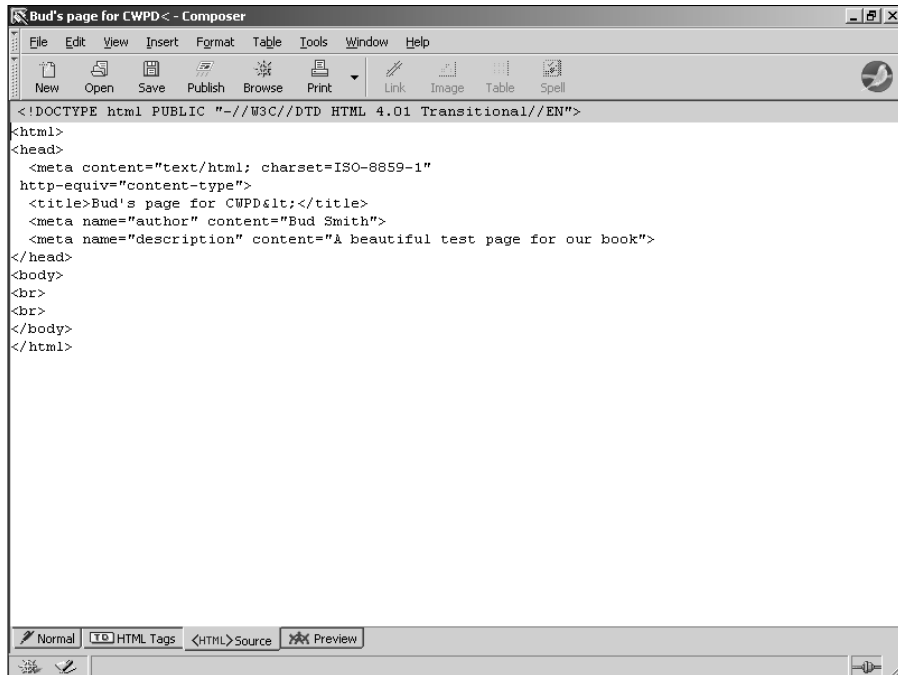 Bud's page for CWPD< - Composer
File Edit View Insert Format Table Tools Window Help
New Open Save Publish Browse Print Link Image Table Spell
<!DOCTYPE html PUBLIC "-//W3C//DTD HTML 4.01 Transitional//EN">
<html>
<head>
<meta content="text/html; charset=ISO-8859-1"
http-equiv="content-type">
<title>Bud's page for CWPD&lt;</title>
<meta name="author" content="Bud Smith">
<meta name="description" content="A beautiful test page for our book">
</head>
<body>
<br>
<br>
</body>
</html>
Normal TD HTML Tags <HTML> Source Preview